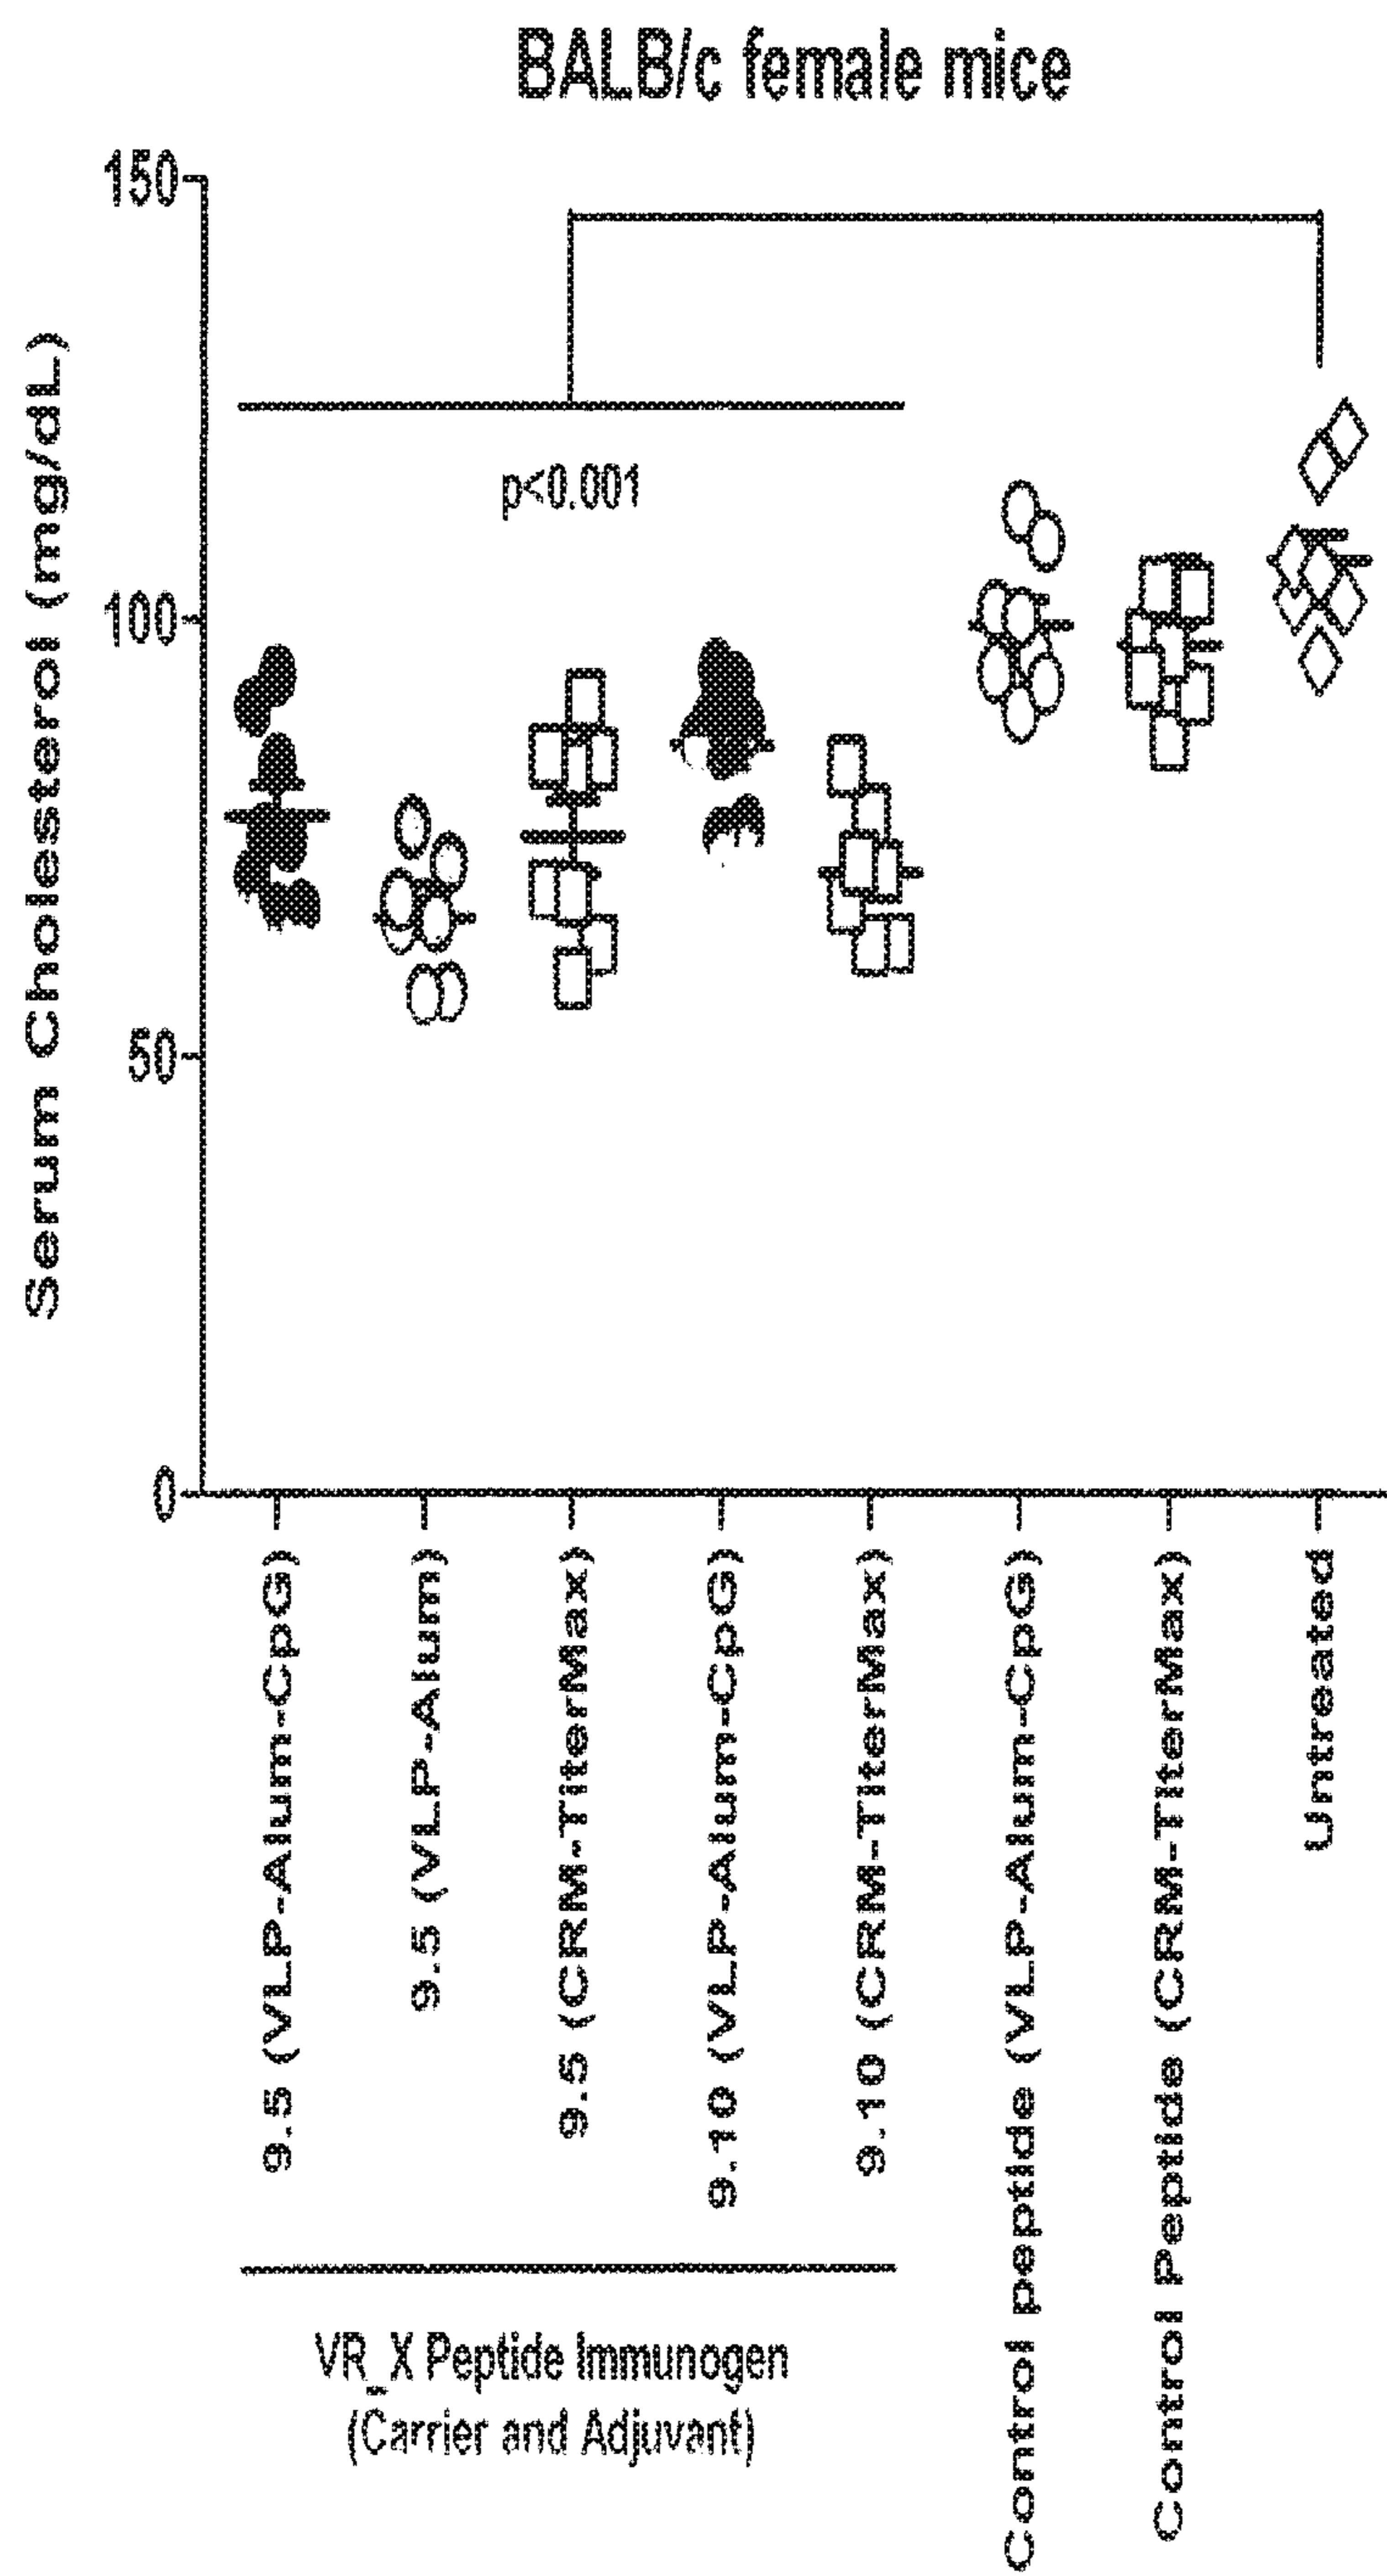 BALB/c female mice
Serum Cholesterol (mg/dL)
150
100
50
0
p<0.001
9.5 (VLP-Alum-CpG)
9.5 (VLP-Alum)
9.5 (CRM-TiterMax)
9.10 (VLP-Alum-CpG)
9.10 (CRM-TiterMax)
Control peptide (VLP-Alum-CpG)
Control Peptide (CRM-TiterMax)
Untreated
VR_X Peptide Immunogen
(Carrier and Adjuvant)